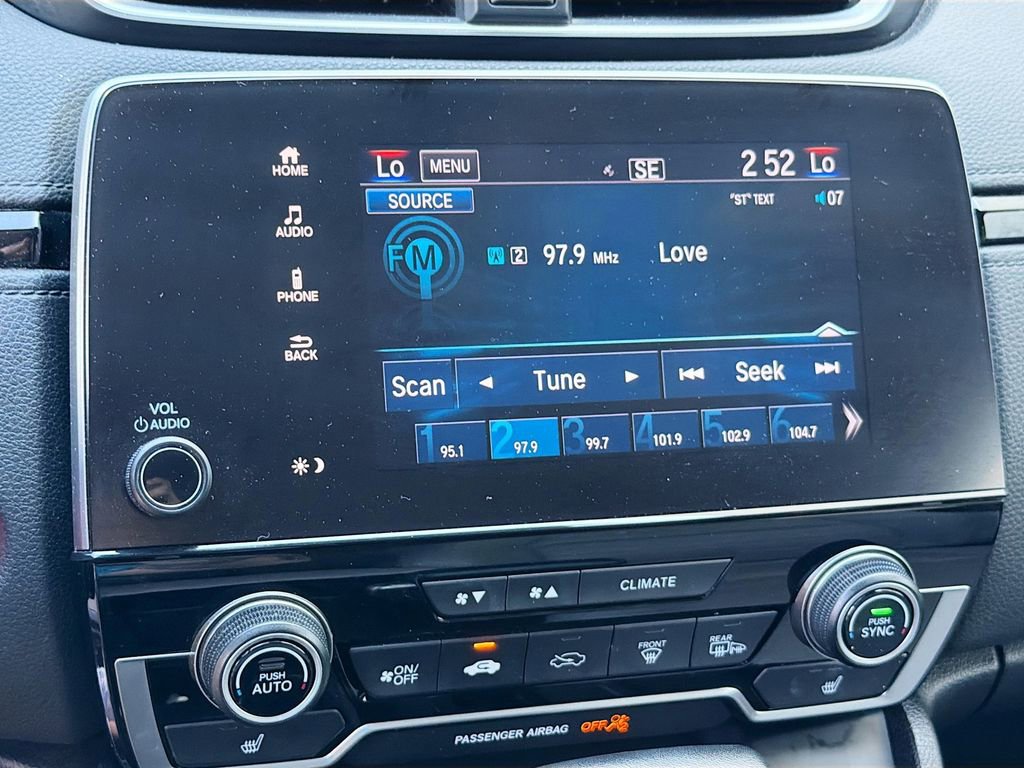 HOME
AUDIO
PHONE
BACK
VOL
AUDIO
Lo MENU SE 2 52 Lo
SOURCE "ST" TEXT 07
FM 2 97.9 MHz Love
Scan Tune Seek
1 95.1 2 97.9 3 99.7 4 101.9 5 102.9 6 104.7
CLIMATE
PUSH
AUTO
ON/
OFF
FRONT
REAR
PUSH
SYNC
PASSENGER AIRBAG OFF